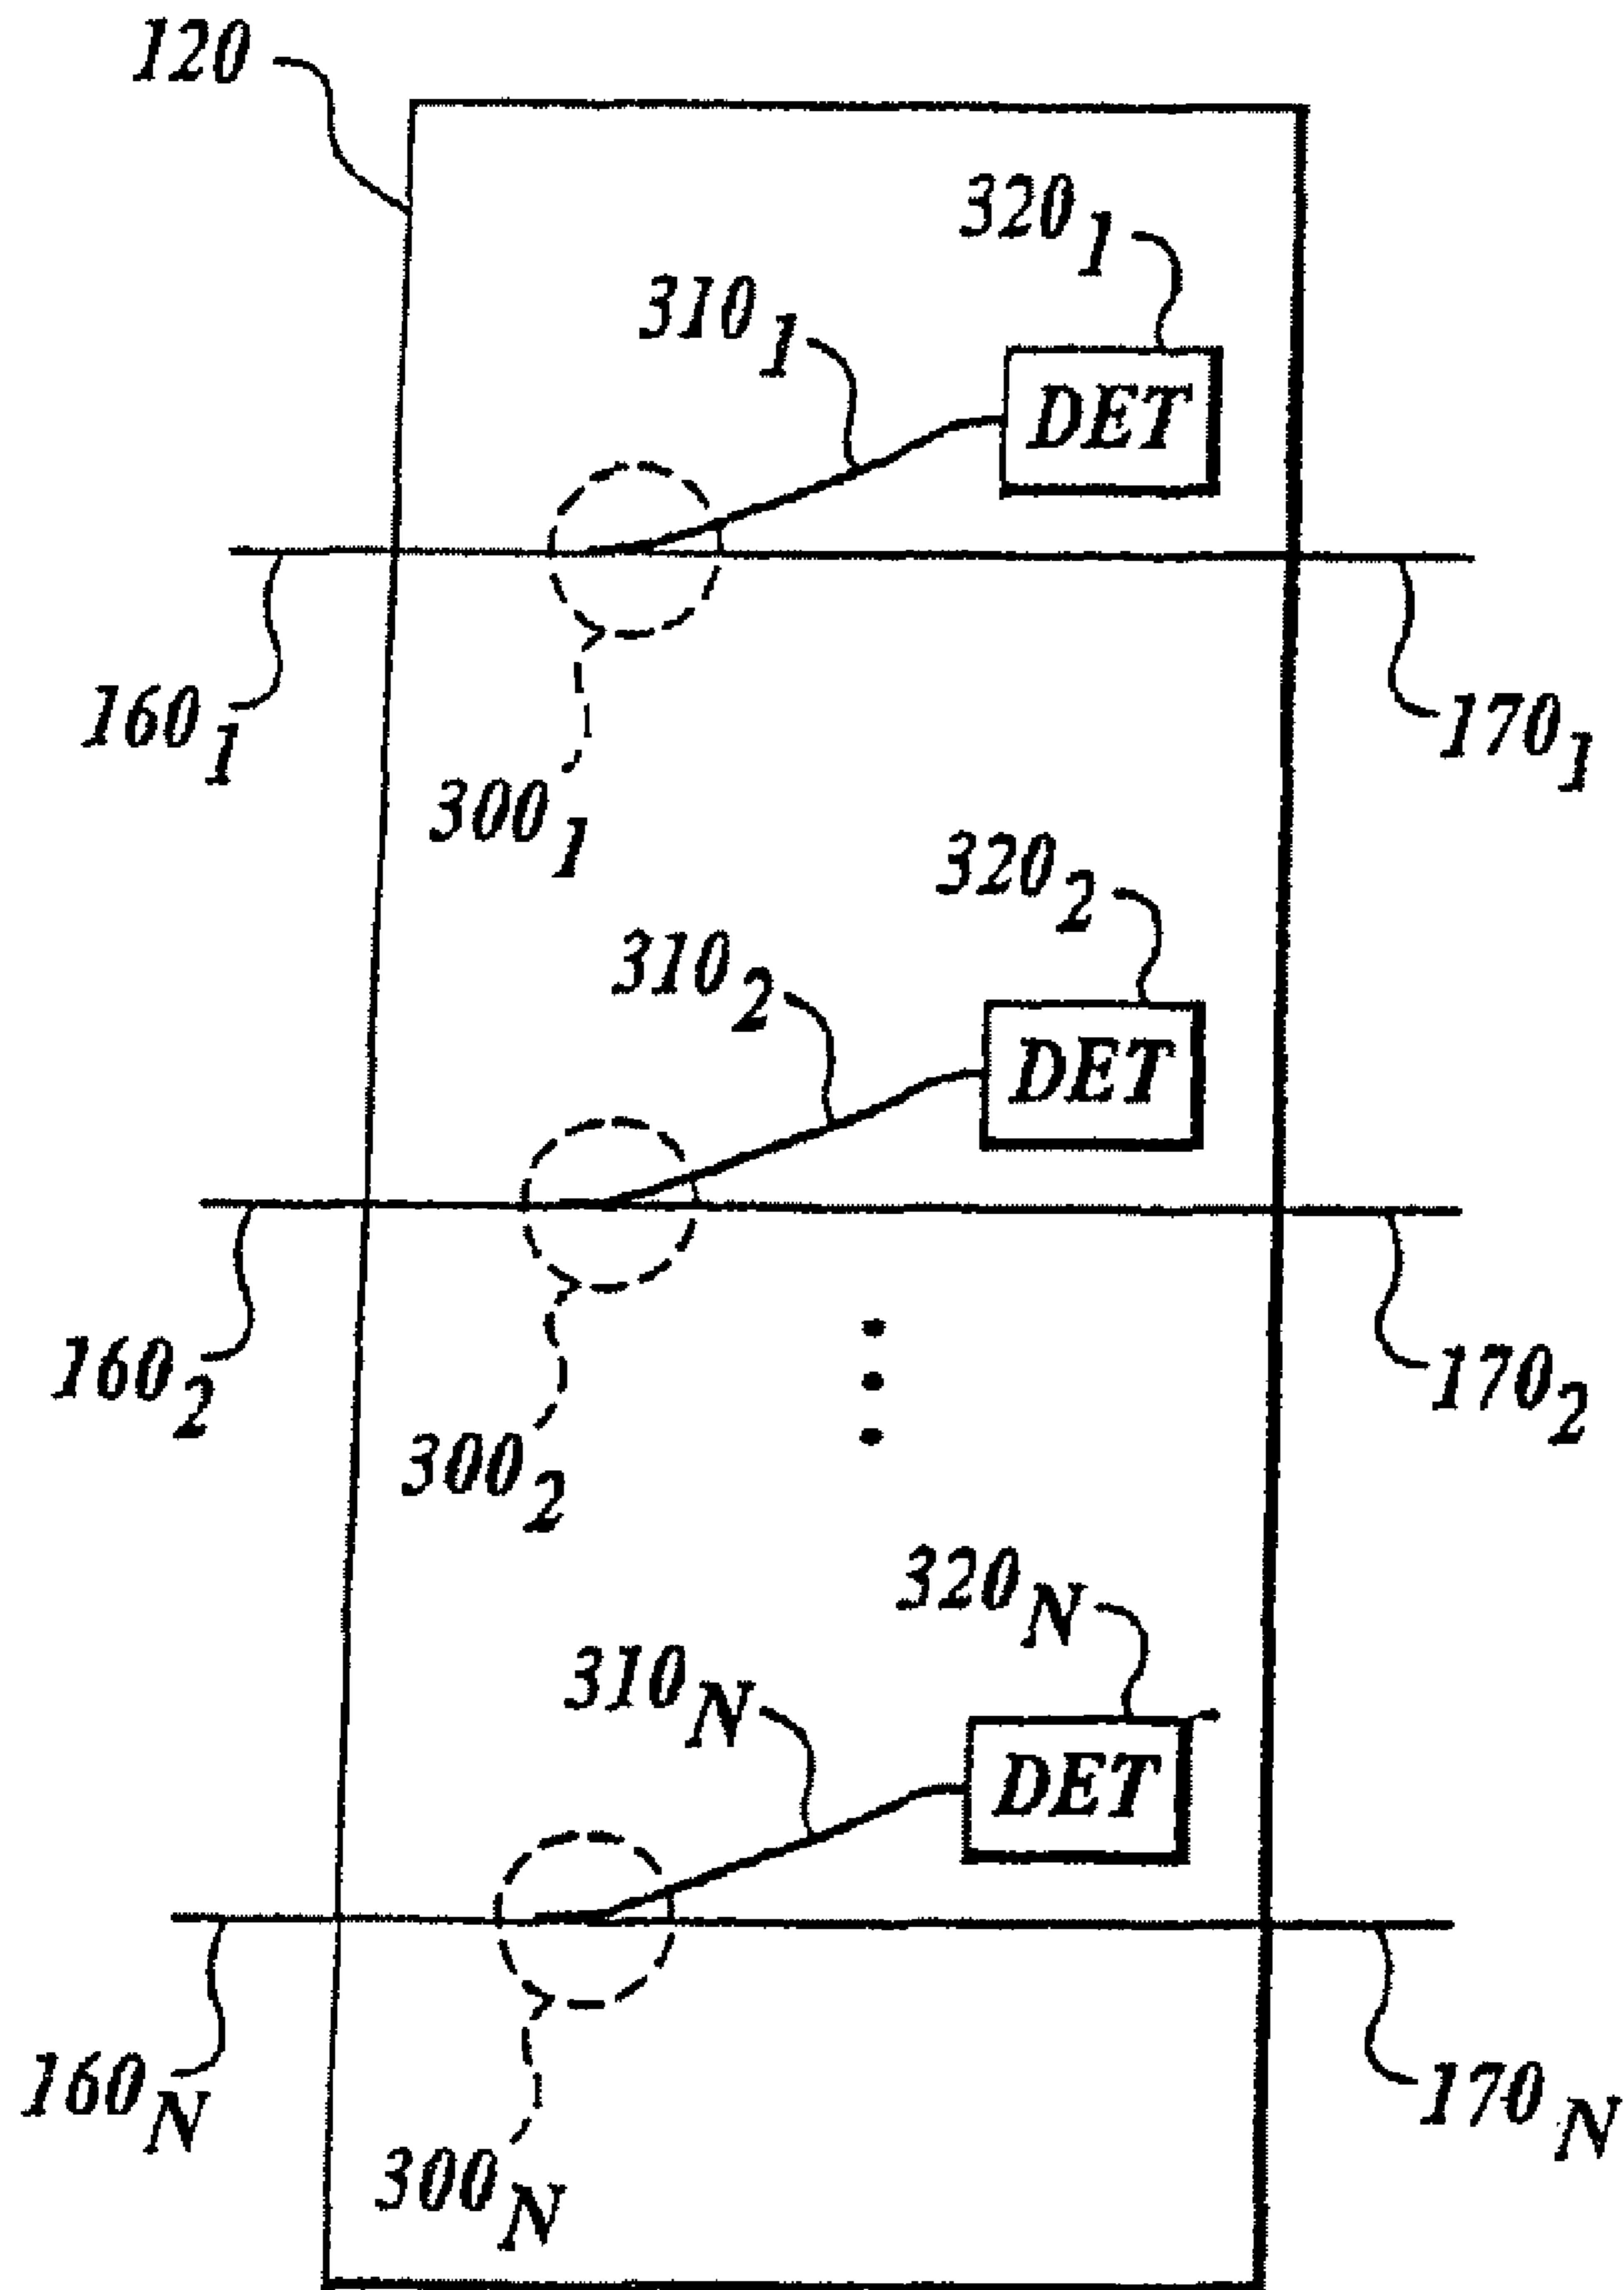 120
320₁
310₁
DET
160₁
170₁
300₁
320₂
310₂
DET
160₂
170₂
300₂
320N
310N
DET
160N
170N
300N